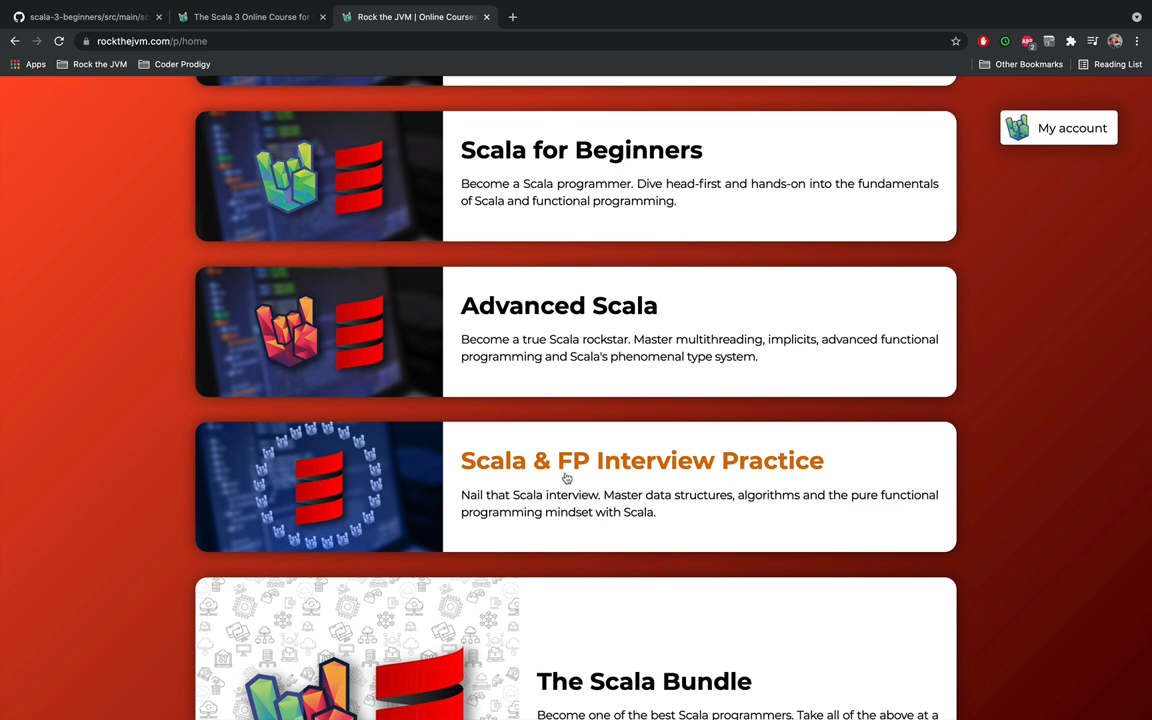 scala-3-beginners/src/main/sc
The Scala 3 Online Course for
Rock the JVM | Online Courses
rockthejvm.com/p/home
Apps
Rock the JVM
Coder Prodigy
Other Bookmarks
Reading List
My account
Scala for Beginners
Become a Scala programmer. Dive head-first and hands-on into the fundamentals
of Scala and functional programming.
Advanced Scala
Become a true Scala rockstar. Master multithreading, implicits, advanced functional
programming and Scala's phenomenal type system.
Scala & FP Interview Practice
Nail that Scala interview. Master data structures, algorithms and the pure functional
programming mindset with Scala.
The Scala Bundle
Become one of the best Scala programmers. Take all of the above at a